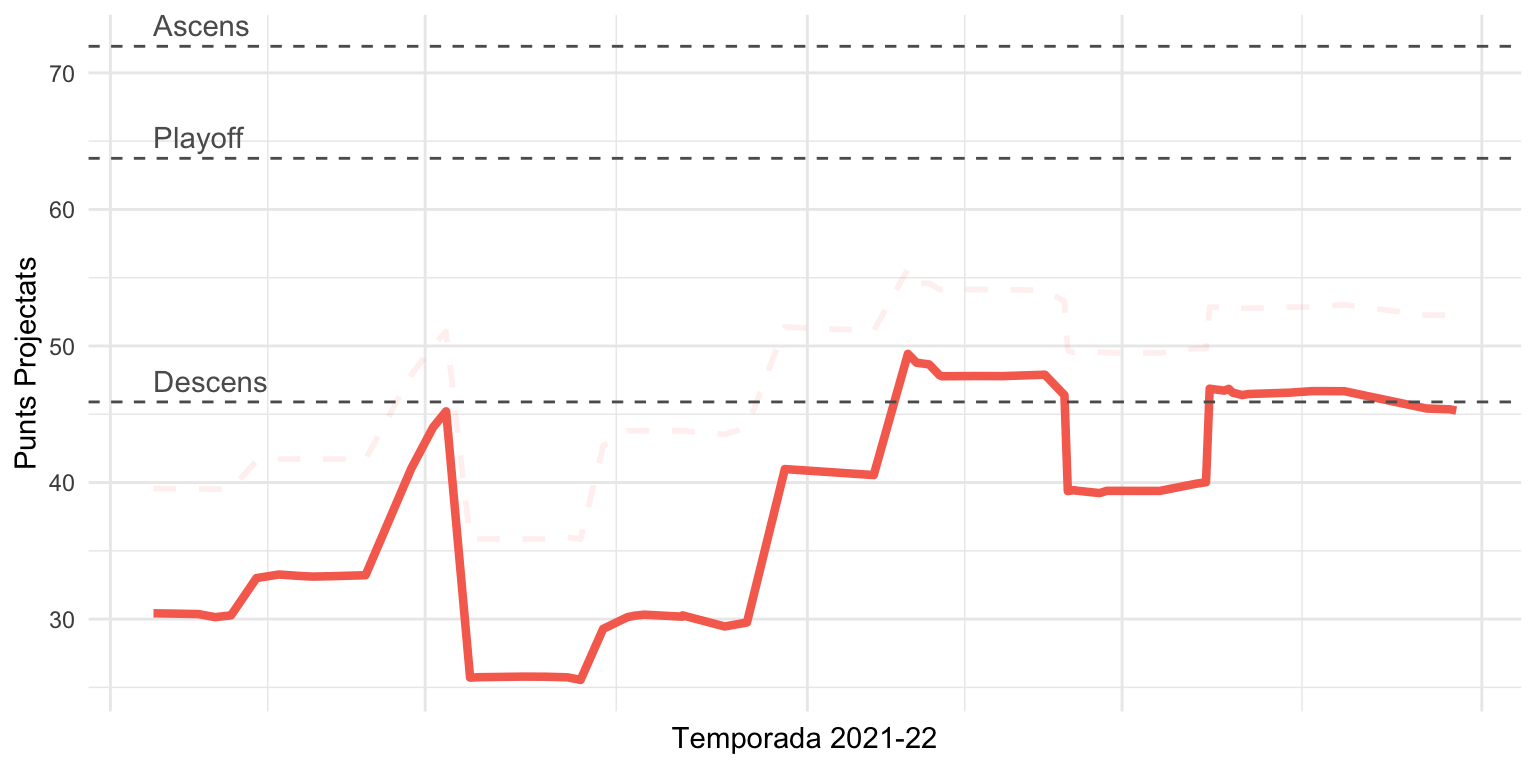 Ascens
70
Playoff
60
Punts Projectats
50
Descens
40
30
Temporada 2021-22